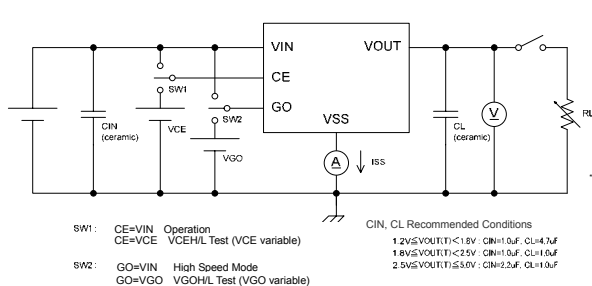 VIN
VOUT
CE
SW1
GO
SW2
VSS
CIN
(ceramic)
VCE
VGO
A
ISS
CL
(ceramic)
V
RL
SW1: CE=VIN Operation
CE=VCE VCEH/L Test (VCE variable)
SW2: GO=VIN High Speed Mode
GO=VGO VGOH/L Test (VGO variable)
CIN, CL Recommended Conditions
1.2V≦VOUT(T)<1.8V : CIN=1.0uF, CL=4.7uF
1.8V≦VOUT(T)<2.5V : CIN=1.0uF, CL=1.0uF
2.5V≦VOUT(T)≦5.0V : CIN=2.2uF, CL=1.0uF